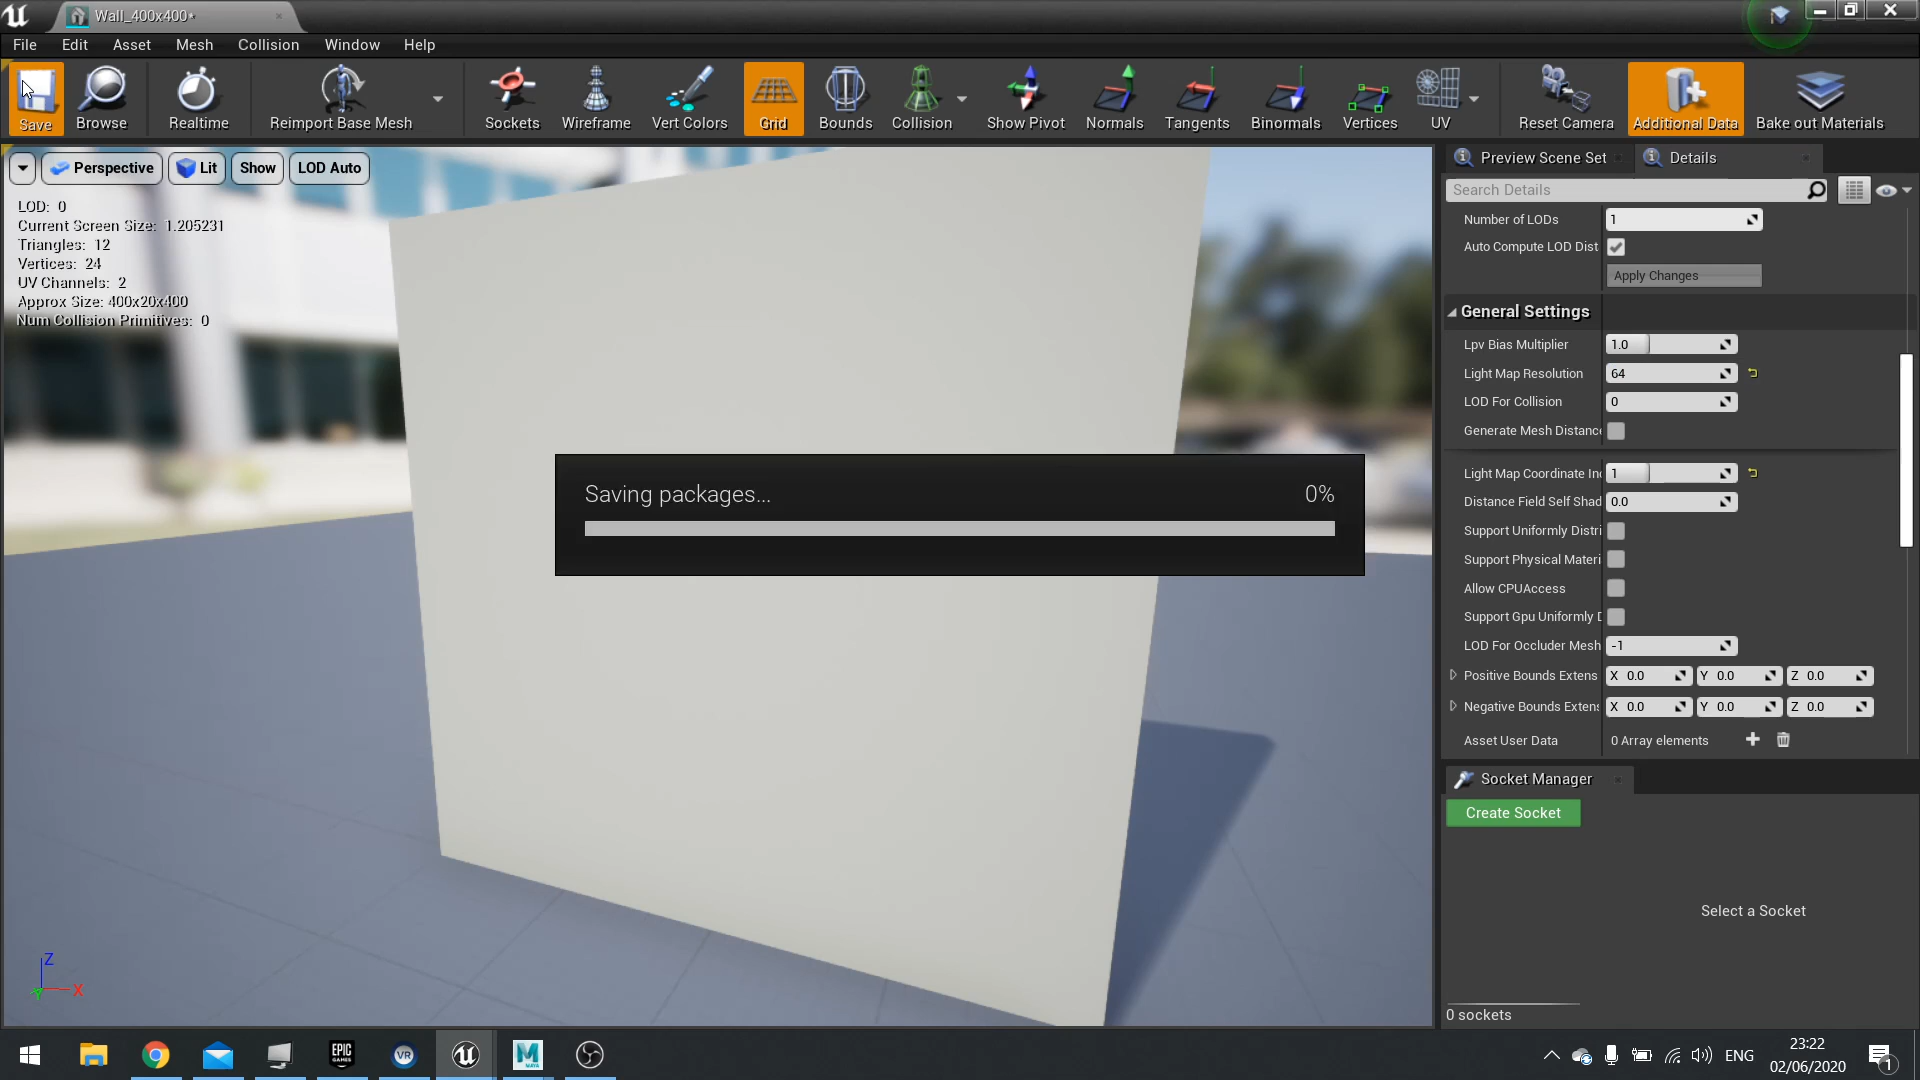 Wall_400x400*
File Edit Asset Mesh Collision Window Help
Save Browse Realtime Reimport Base Mesh Sockets Wireframe Vert Colors Grid Bounds Collision Show Pivot Normals Tangents Binormals Vertices UV Reset Camera Additional Data Bake out Materials
Perspective Lit Show LOD Auto
LOD: 0
Current Screen Size: 1.205231
Triangles: 12
Vertices: 24
UV Channels: 2
Approx Size: 400x20x400
Num Collision Primitives: 0
Saving packages... 0%
Z
X
Y
Preview Scene Set Details
Search Details
Number of LODs 1
Auto Compute LOD Dist
Apply Changes
General Settings
Lpv Bias Multiplier 1.0
Light Map Resolution 64
LOD For Collision 0
Generate Mesh Distance
Light Map Coordinate Ind 1
Distance Field Self Shad 0.0
Support Uniformly Distri
Support Physical Materi
Allow CPUAccess
Support Gpu Uniformly D
LOD For Occluder Mesh -1
Positive Bounds Extens X 0.0 Y 0.0 Z 0.0
Negative Bounds Extens X 0.0 Y 0.0 Z 0.0
Asset User Data 0 Array elements
Socket Manager
Create Socket
Select a Socket
0 sockets
EPIC GAMES
VR
M
MAYA
ENG
23:22
02/06/2020
1